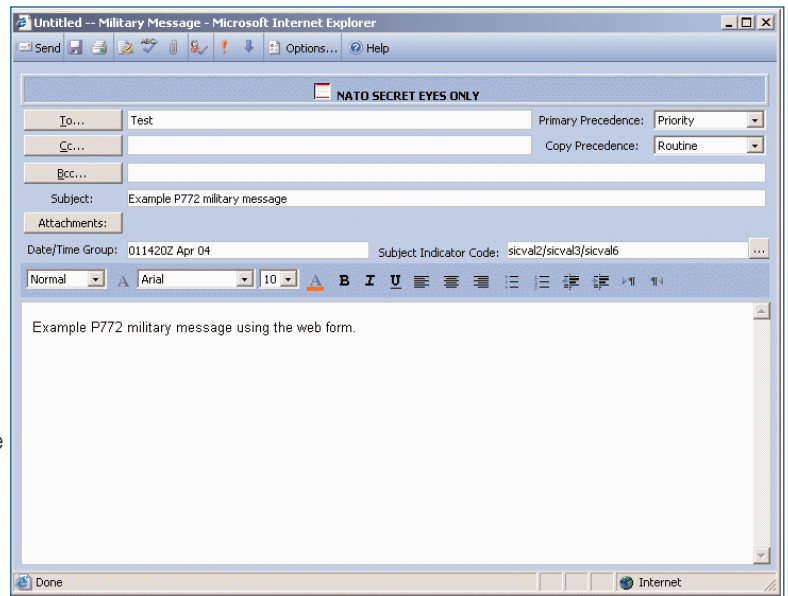 Untitled -- Military Message - Microsoft Internet Explorer
Send ABC Options... Help
NATO SECRET EYES ONLY
To... Test Primary Precedence: Priority
Cc... Copy Precedence: Routine
Bcc...
Subject: Example P772 military message
Attachments:
Date/Time Group: 011420Z Apr 04 Subject Indicator Code: sicval2/sicval3/sicval6 ...
Normal A Arial 10 A B I U
Example P772 military message using the web form.
e
Done Internet